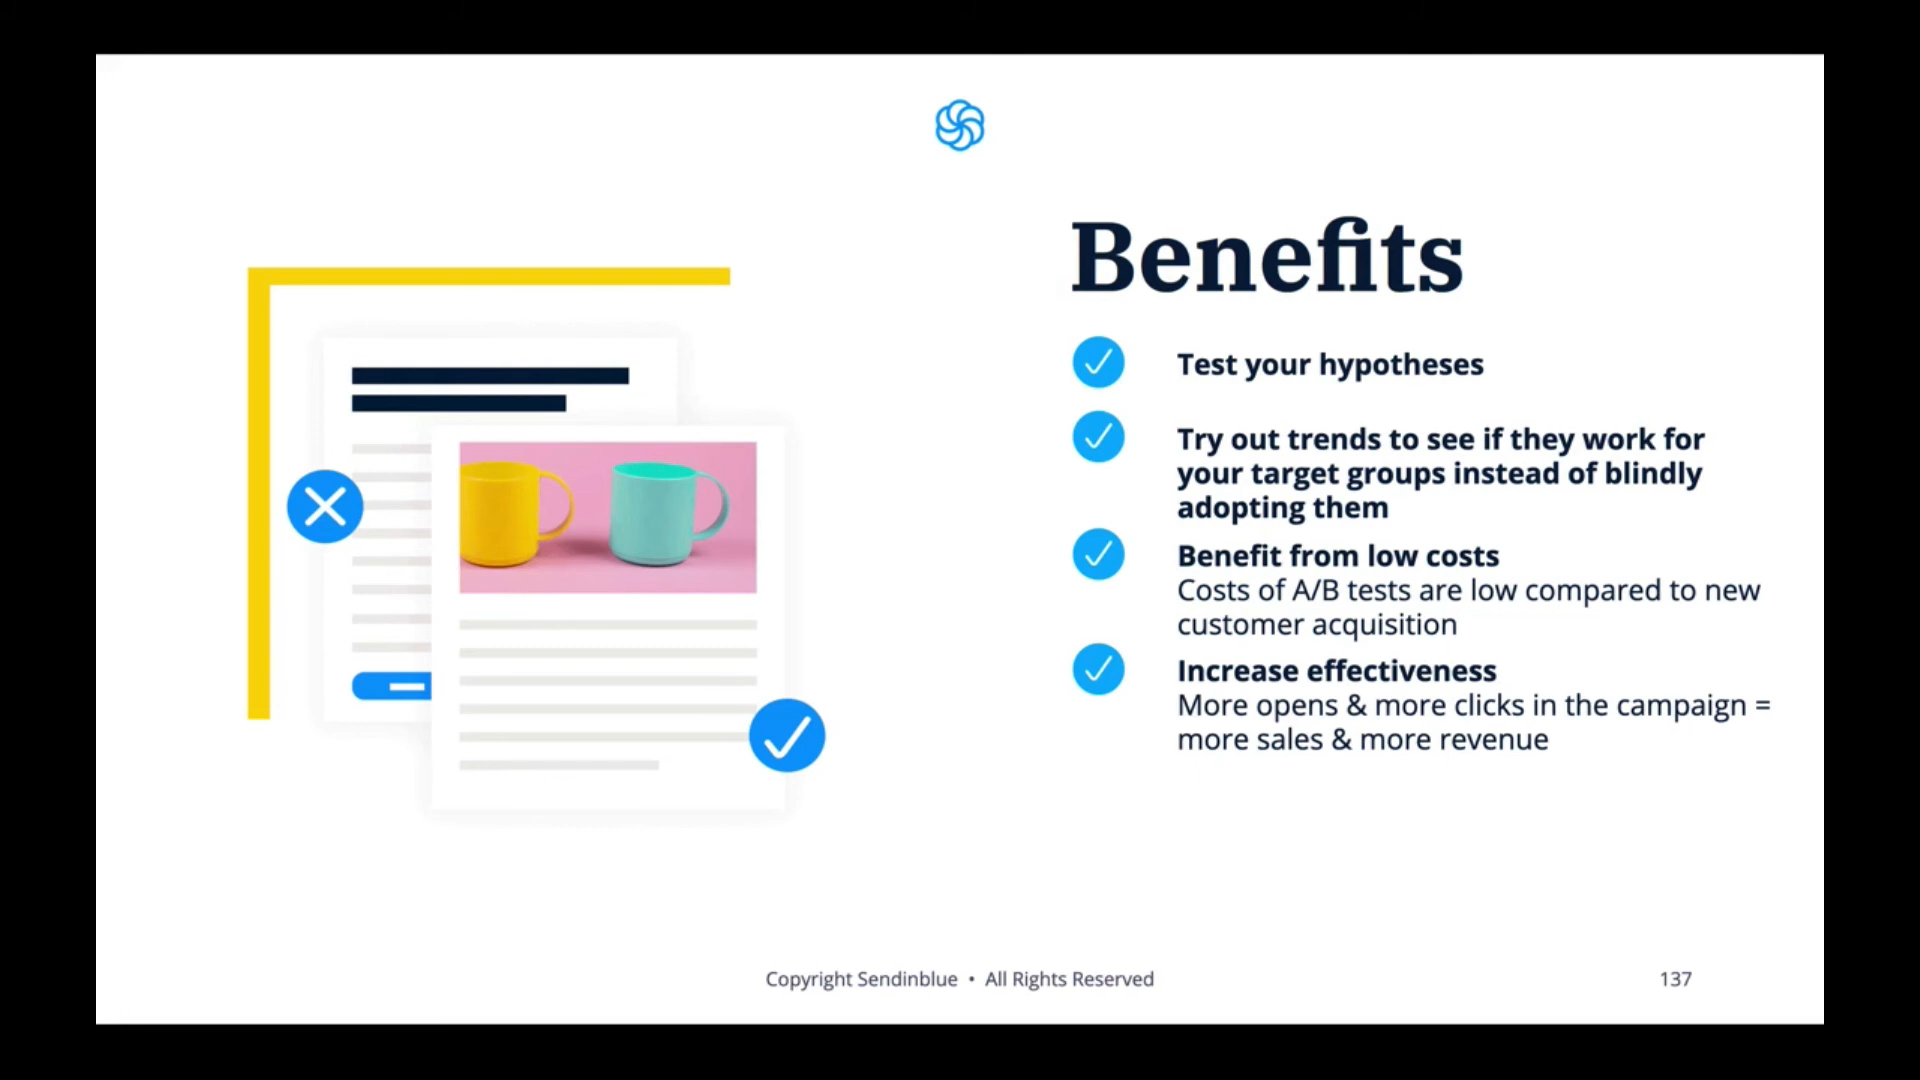 Benefits
Test your hypotheses
Try out trends to see if they work for
your target groups instead of blindly
adopting them
Benefit from low costs
Costs of A/B tests are low compared to new
customer acquisition
Increase effectiveness
More opens & more clicks in the campaign =
more sales & more revenue
Copyright Sendinblue • All Rights Reserved
137